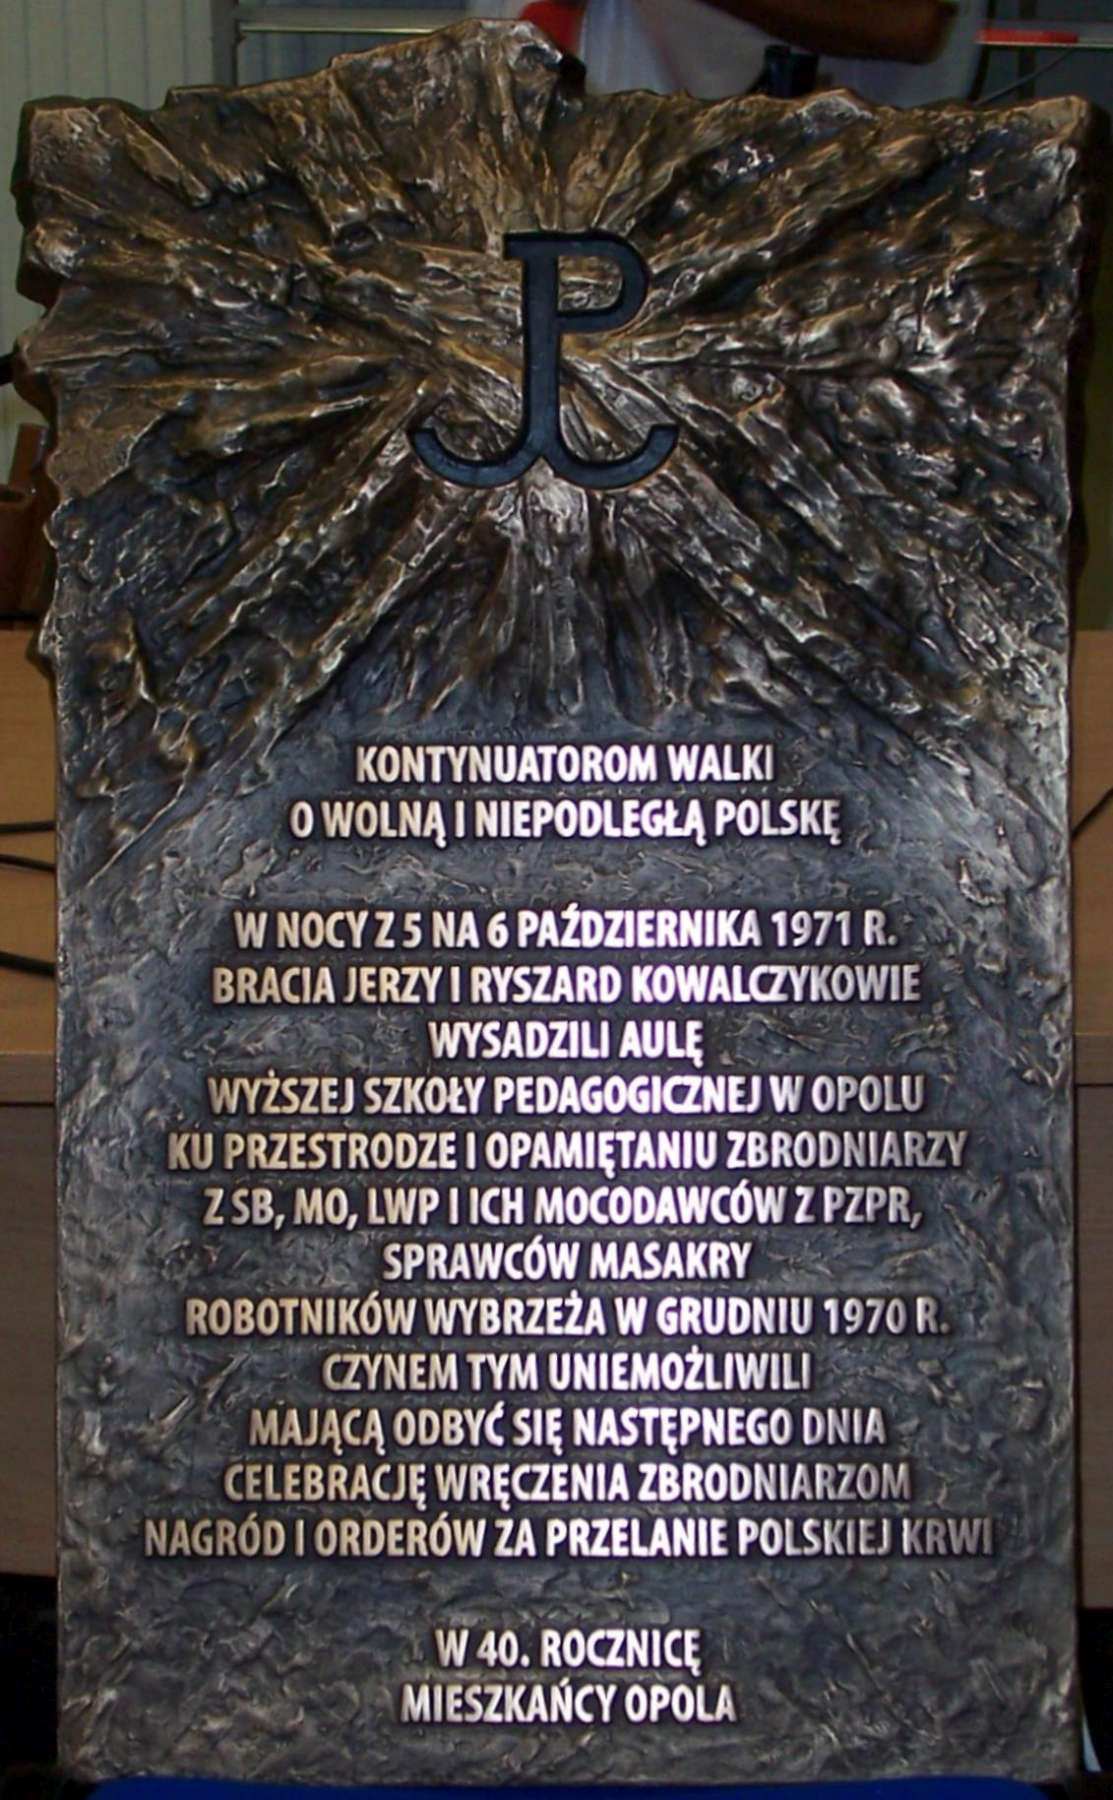 KONTYNUATOROM WALKI
O WOLNĄ I NIEPODLEGŁĄ POLSKĘ
W NOCY Z 5 NA 6 PAŹDZIERNIKA 1971 R.
BRACIA JERZY I RYSZARD KOWALCZYKOWIE
WYSADZILI AULĘ
WYŻSZEJ SZKOŁY PEDAGOGICZNEJ W OPOLU
KU PRZESTRODZE I OPAMIĘTANIU ZBRODNIARZY
Z SB, MO, LWP I ICH MOCODAWCÓW Z PZPR,
SPRAWCÓW MASAKRY
ROBOTNIKÓW WYBRZEŻA W GRUDNIU 1970 R.
CZYNEM TYM UNIEMOŻLIWILI
MAJĄCĄ ODBYĆ SIĘ NASTĘPNEGO DNIA
CELEBRACJĘ WRĘCZENIA ZBRODNIARZOM
NAGRÓD I ORDERÓW ZA PRZELANIE POLSKIEJ KRWI
W 40. ROCZNICĘ
MIESZKAŃCY OPOLA